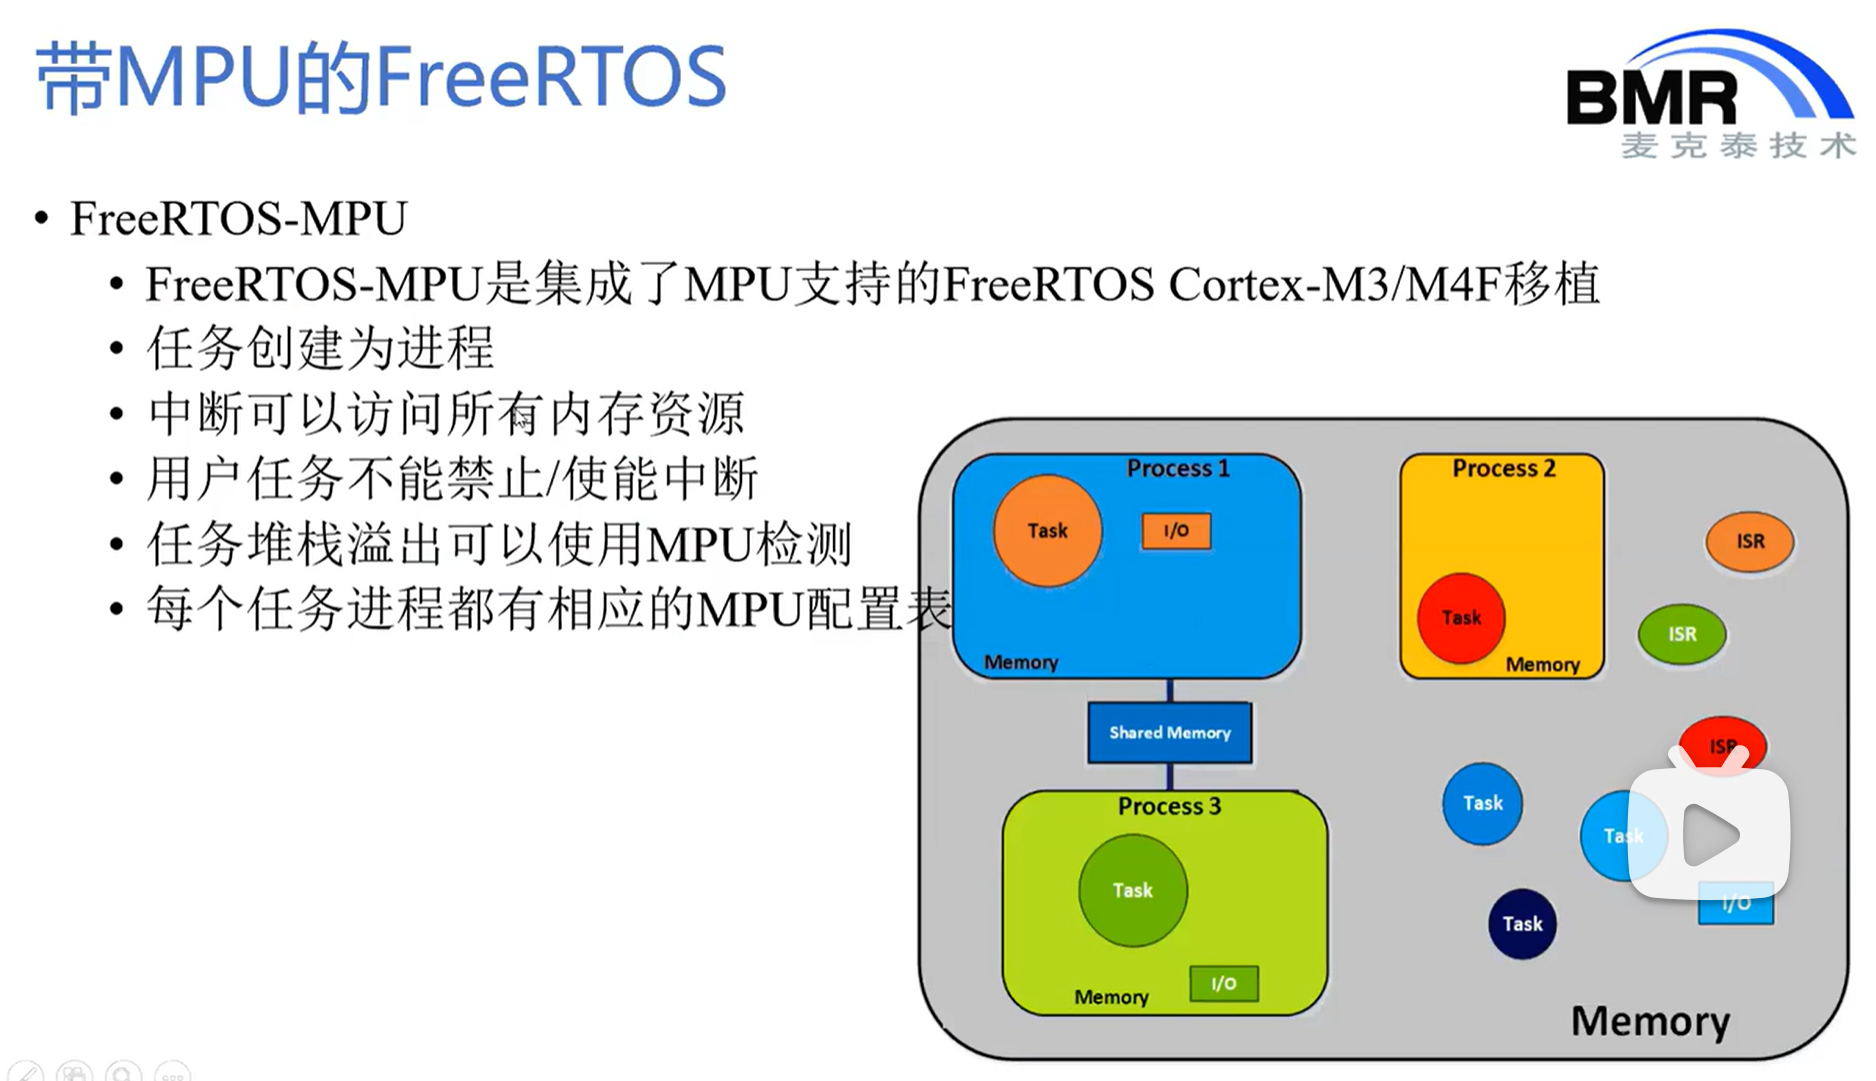 带MPU的FreeRTOS
BMR
麦克泰技术
• FreeRTOS-MPU
• FreeRTOS-MPU是集成了MPU支持的FreeRTOS Cortex-M3/M4F移植
• 任务创建为进程
• 中断可以访问所有内存资源
• 用户任务不能禁止/使能中断
• 任务堆栈溢出可以使用MPU检测
• 每个任务进程都有相应的MPU配置表
Process 1
Task
I/O
Memory
Process 2
Task
Memory
ISR
ISR
ISR
Shared Memory
Process 3
Task
I/O
Memory
Task
Task
Task
I/O
Memory